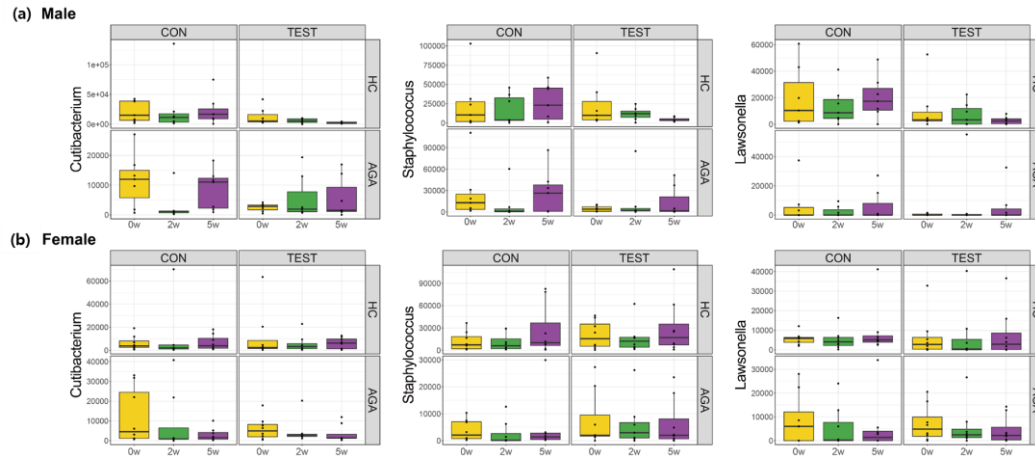 (a) Male
CON TEST
CON TEST
CON TEST
Cutibacterium
1e+05
5e+04
0e+00
HC
20000
10000
0
AGA
0w 2w 5w 0w 2w 5w
Staphylococcus
100000
75000
50000
25000
0
HC
90000
60000
30000
0
AGA
0w 2w 5w 0w 2w 5w
Lawsonella
60000
40000
20000
0
HC
40000
20000
0
0w 2w 5w 0w 2w 5w
(b) Female
CON TEST
CON TEST
CON TEST
Cutibacterium
60000
40000
20000
0
HC
40000
30000
20000
10000
0
AGA
0w 2w 5w 0w 2w 5w
Staphylococcus
90000
60000
30000
0
HC
30000
20000
10000
0
AGA
0w 2w 5w 0w 2w 5w
Lawsonella
40000
30000
20000
10000
0
HC
30000
20000
10000
0
AGA
0w 2w 5w 0w 2w 5w